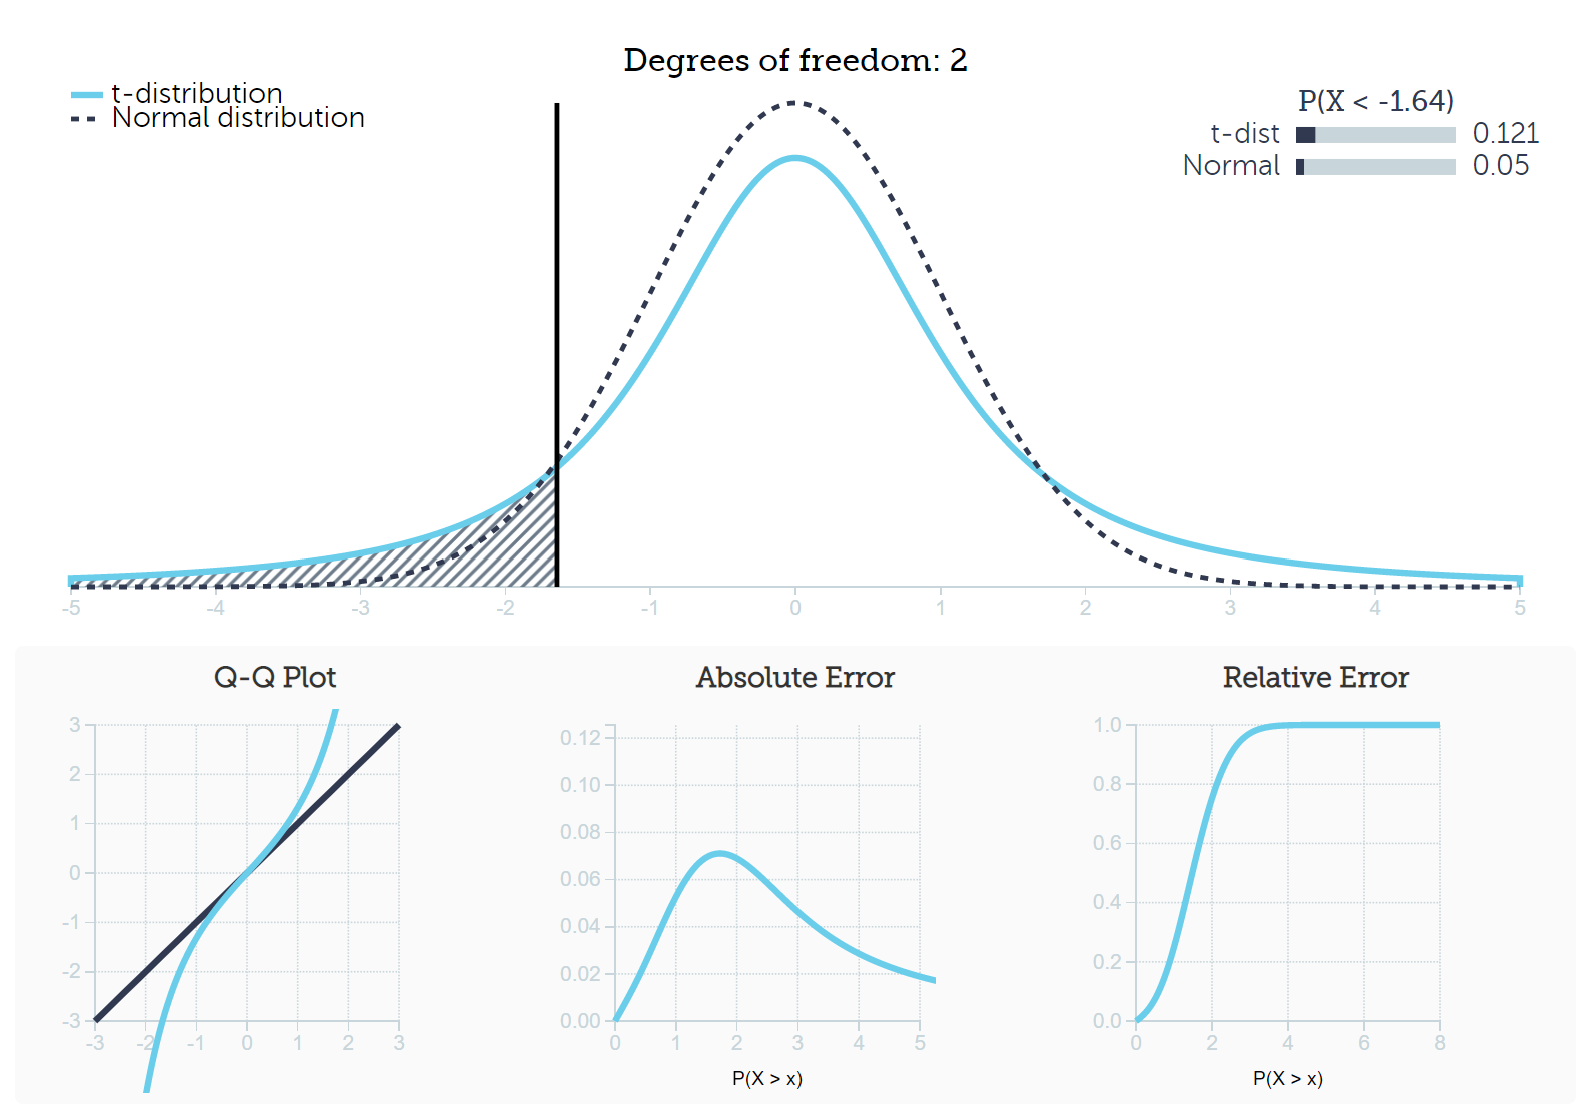 Degrees of freedom: 2
t-distribution
Normal distribution
P(X < -1.64)
t-dist 0.121
Normal 0.05
-5 -4 -3 -2 -1 0 1 2 3 4 5
Q-Q Plot
3
2
1
0
-1
-2
-3
-3 -2 -1 0 1 2 3
Absolute Error
0.12
0.10
0.08
0.06
0.04
0.02
0.00
0 1 2 3 4 5
P(X > x)
Relative Error
1.0
0.8
0.6
0.4
0.2
0.0
0 2 4 6 8
P(X > x)